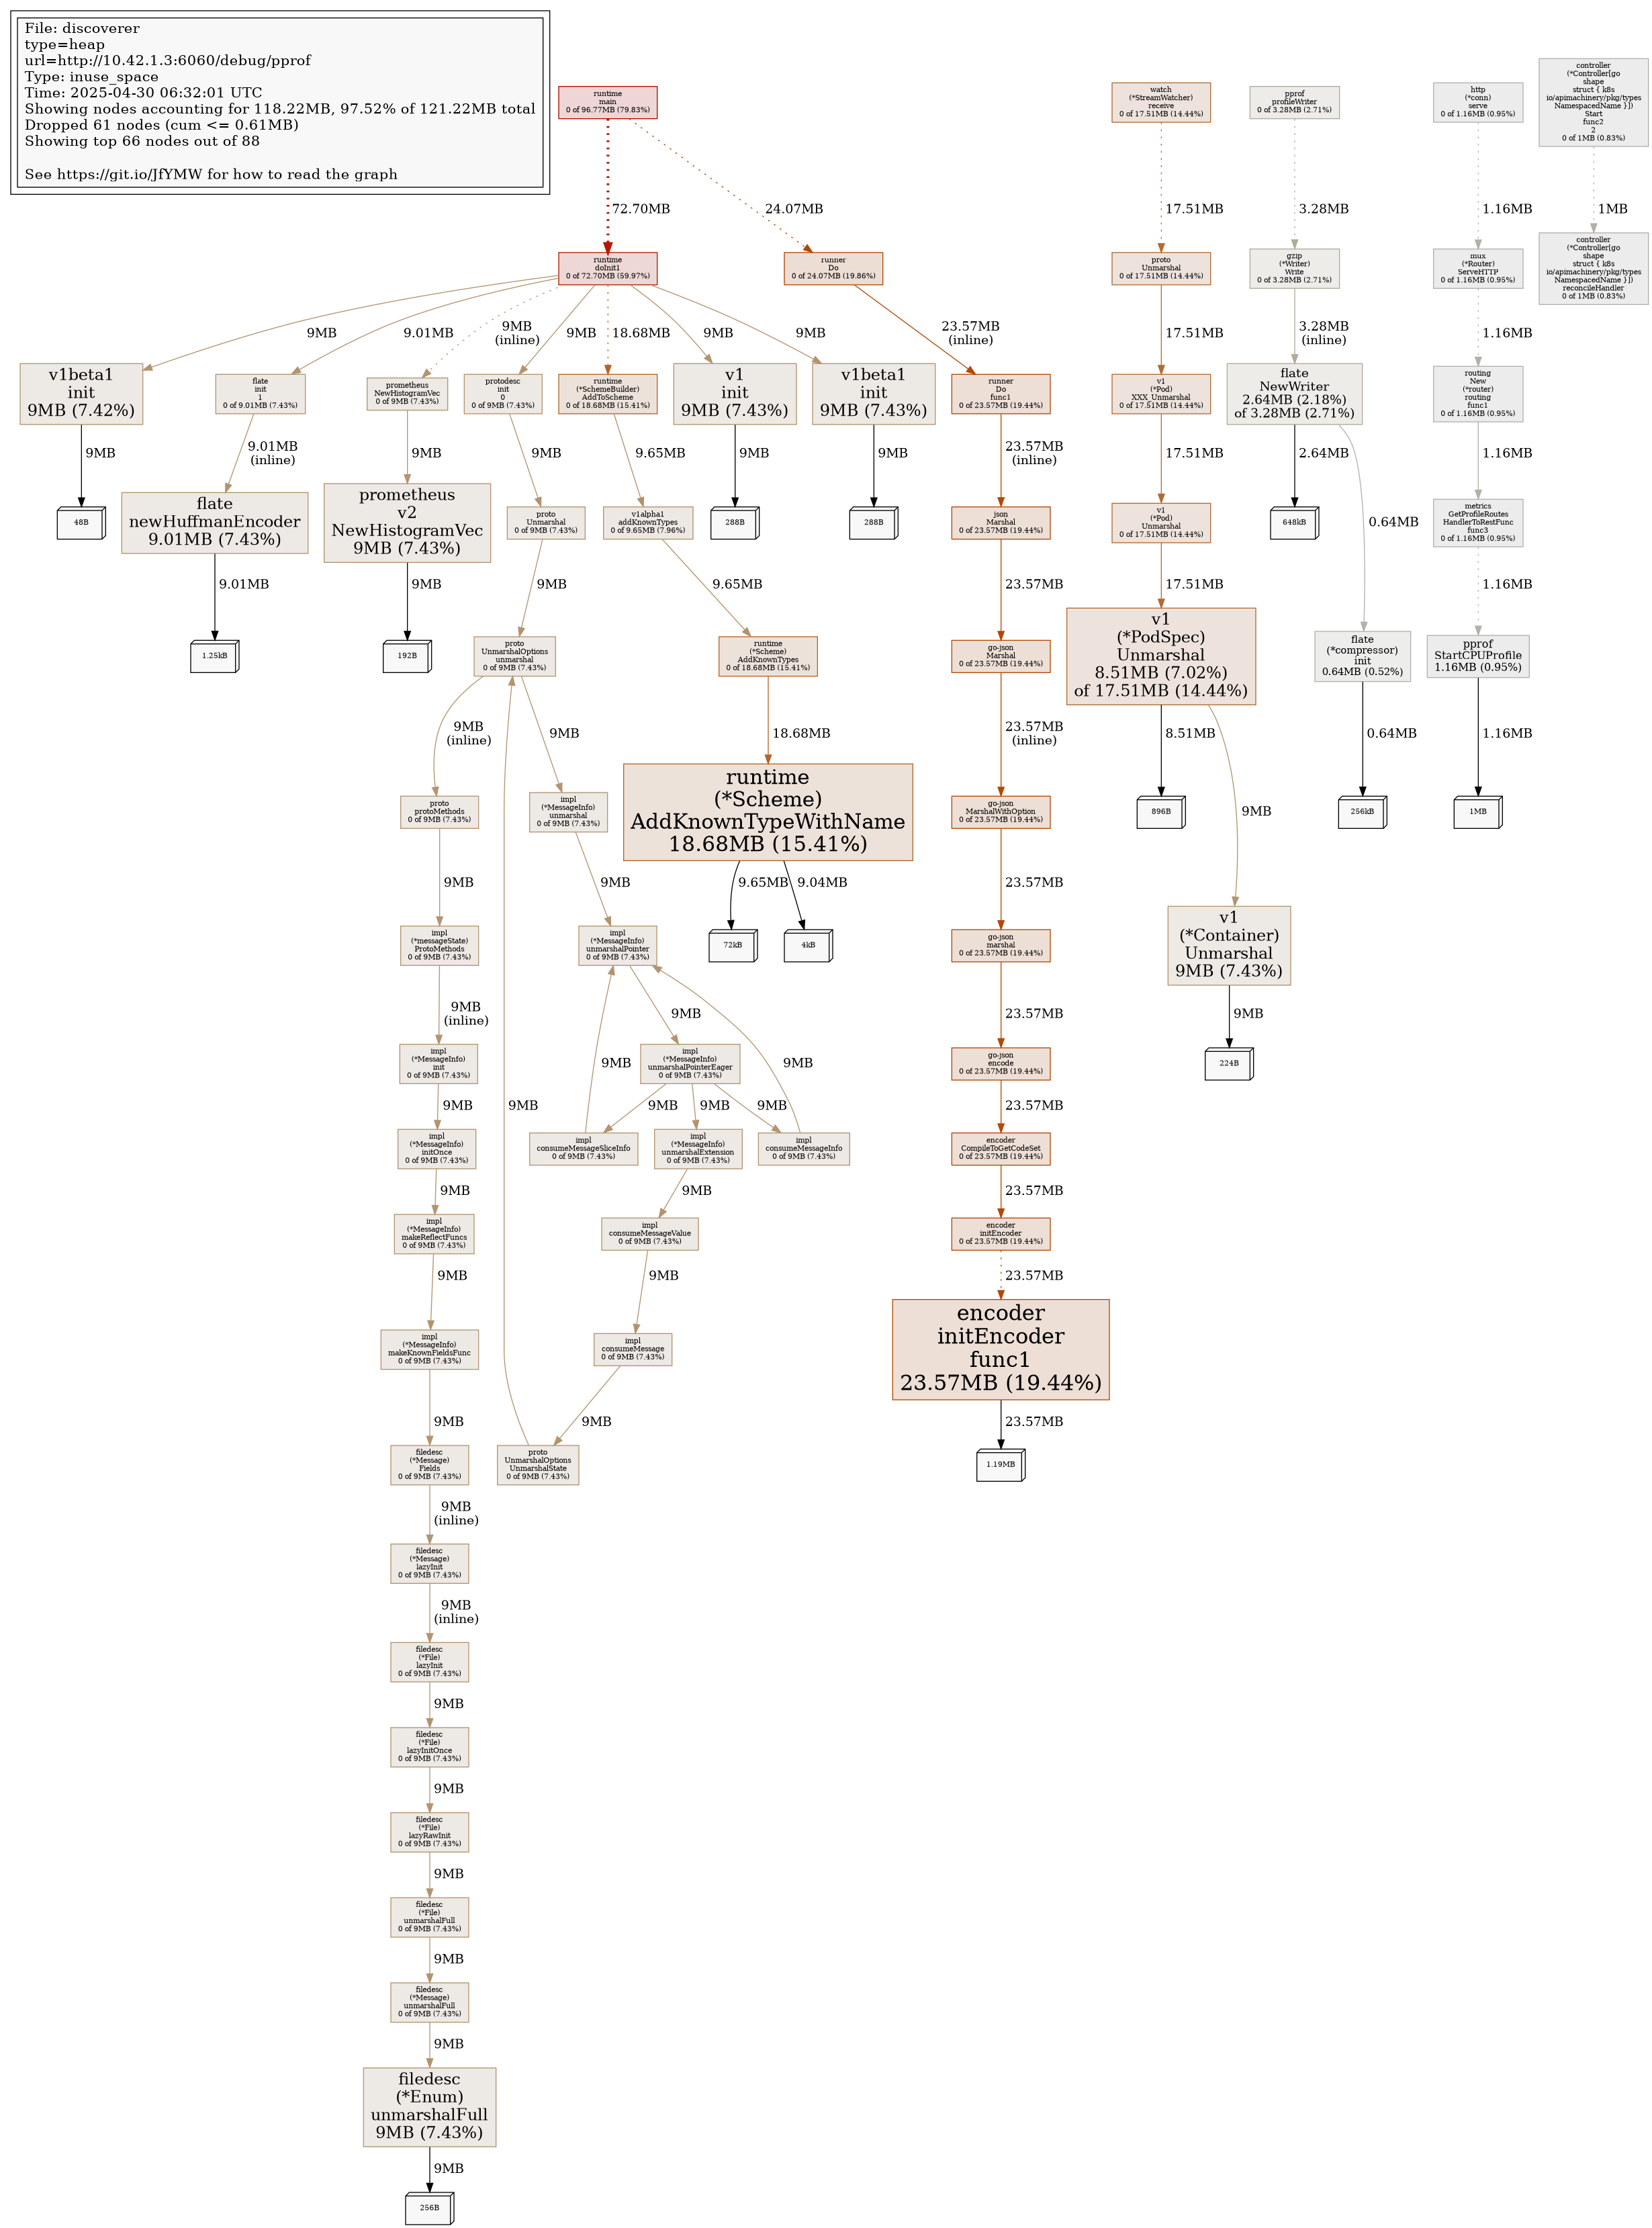 File: discoverer
type=heap
url=http://10.42.1.3:6060/debug/pprof
Type: inuse_space
Time: 2025-04-30 06:32:01 UTC
Showing nodes accounting for 118.22MB, 97.52% of 121.22MB total
Dropped 61 nodes (cum <= 0.61MB)
Showing top 66 nodes out of 88
See https://git.io/JfYMW for how to read the graph
runtime
main
0 of 96.77MB (79.83%)
watch
(*StreamWatcher)
receive
0 of 17.51MB (14.44%)
pprof
profileWriter
0 of 3.28MB (2.71%)
http
(*conn)
serve
0 of 1.16MB (0.95%)
controller
(*Controller[go
shape
struct { k8s
io/apimachinery/pkg/types
NamespacedName }])
Start
func2
2
0 of 1MB (0.83%)
72.70MB
24.07MB
17.51MB
3.28MB
1.16MB
1MB
runtime
doInit1
0 of 72.70MB (59.97%)
runner
Do
0 of 24.07MB (19.86%)
proto
Unmarshal
0 of 17.51MB (14.44%)
gzip
(*Writer)
Write
0 of 3.28MB (2.71%)
mux
(*Router)
ServeHTTP
0 of 1.16MB (0.95%)
controller
(*Controller[go
shape
struct { k8s
io/apimachinery/pkg/types
NamespacedName }])
reconcileHandler
0 of 1MB (0.83%)
9MB
9.01MB
9MB
(inline)
9MB
18.68MB
9MB
9MB
23.57MB
(inline)
17.51MB
3.28MB
(inline)
1.16MB
v1beta1
init
9MB (7.42%)
flate
init
1
0 of 9.01MB (7.43%)
prometheus
NewHistogramVec
0 of 9MB (7.43%)
protodesc
init
0
0 of 9MB (7.43%)
runtime
(*SchemeBuilder)
AddToScheme
0 of 18.68MB (15.41%)
v1
init
9MB (7.43%)
v1beta1
init
9MB (7.43%)
runner
Do
func1
0 of 23.57MB (19.44%)
v1
(*Pod)
XXX_Unmarshal
0 of 17.51MB (14.44%)
flate
NewWriter
2.64MB (2.18%)
of 3.28MB (2.71%)
routing
New
(*router)
routing
func1
0 of 1.16MB (0.95%)
9MB
9.01MB
(inline)
9MB
9MB
9.65MB
9MB
9MB
23.57MB
(inline)
17.51MB
2.64MB
0.64MB
1.16MB
48B
flate
newHuffmanEncoder
9.01MB (7.43%)
prometheus
v2
NewHistogramVec
9MB (7.43%)
proto
Unmarshal
0 of 9MB (7.43%)
v1alpha1
addKnownTypes
0 of 9.65MB (7.96%)
288B
288B
json
Marshal
0 of 23.57MB (19.44%)
v1
(*Pod)
Unmarshal
0 of 17.51MB (14.44%)
648kB
metrics
GetProfileRoutes
HandlerToRestFunc
func3
0 of 1.16MB (0.95%)
9.01MB
9MB
9MB
9.65MB
23.57MB
17.51MB
1.16MB
1.25kB
192B
proto
UnmarshalOptions
unmarshal
0 of 9MB (7.43%)
runtime
(*Scheme)
AddKnownTypes
0 of 18.68MB (15.41%)
go-json
Marshal
0 of 23.57MB (19.44%)
v1
(*PodSpec)
Unmarshal
8.51MB (7.02%)
of 17.51MB (14.44%)
flate
(*compressor)
init
0.64MB (0.52%)
pprof
StartCPUProfile
1.16MB (0.95%)
9MB
(inline)
9MB
18.68MB
23.57MB
(inline)
8.51MB
9MB
0.64MB
1.16MB
proto
protoMethods
0 of 9MB (7.43%)
impl
(*MessageInfo)
unmarshal
0 of 9MB (7.43%)
runtime
(*Scheme)
AddKnownTypeWithName
18.68MB (15.41%)
go-json
MarshalWithOption
0 of 23.57MB (19.44%)
896B
256kB
1MB
9MB
9MB
9.65MB
9.04MB
23.57MB
impl
(*messageState)
ProtoMethods
0 of 9MB (7.43%)
impl
(*MessageInfo)
unmarshalPointer
0 of 9MB (7.43%)
72kB
4kB
go-json
marshal
0 of 23.57MB (19.44%)
v1
(*Container)
Unmarshal
9MB (7.43%)
9MB
(inline)
9MB
23.57MB
9MB
impl
(*MessageInfo)
init
0 of 9MB (7.43%)
9MB
impl
(*MessageInfo)
unmarshalPointerEager
0 of 9MB (7.43%)
9MB
go-json
encode
0 of 23.57MB (19.44%)
224B
9MB
9MB
9MB
9MB
9MB
23.57MB
impl
(*MessageInfo)
initOnce
0 of 9MB (7.43%)
impl
consumeMessageSliceInfo
0 of 9MB (7.43%)
impl
(*MessageInfo)
unmarshalExtension
0 of 9MB (7.43%)
impl
consumeMessageInfo
0 of 9MB (7.43%)
encoder
CompileToGetCodeSet
0 of 23.57MB (19.44%)
9MB
9MB
23.57MB
impl
(*MessageInfo)
makeReflectFuncs
0 of 9MB (7.43%)
impl
consumeMessageValue
0 of 9MB (7.43%)
encoder
initEncoder
0 of 23.57MB (19.44%)
9MB
9MB
23.57MB
impl
(*MessageInfo)
makeKnownFieldsFunc
0 of 9MB (7.43%)
impl
consumeMessage
0 of 9MB (7.43%)
encoder
initEncoder
func1
23.57MB (19.44%)
9MB
9MB
23.57MB
filedesc
(*Message)
Fields
0 of 9MB (7.43%)
proto
UnmarshalOptions
UnmarshalState
0 of 9MB (7.43%)
1.19MB
9MB
(inline)
filedesc
(*Message)
lazyInit
0 of 9MB (7.43%)
9MB
(inline)
filedesc
(*File)
lazyInit
0 of 9MB (7.43%)
9MB
filedesc
(*File)
lazyInitOnce
0 of 9MB (7.43%)
9MB
filedesc
(*File)
lazyRawInit
0 of 9MB (7.43%)
9MB
filedesc
(*File)
unmarshalFull
0 of 9MB (7.43%)
9MB
filedesc
(*Message)
unmarshalFull
0 of 9MB (7.43%)
9MB
filedesc
(*Enum)
unmarshalFull
9MB (7.43%)
9MB
256B